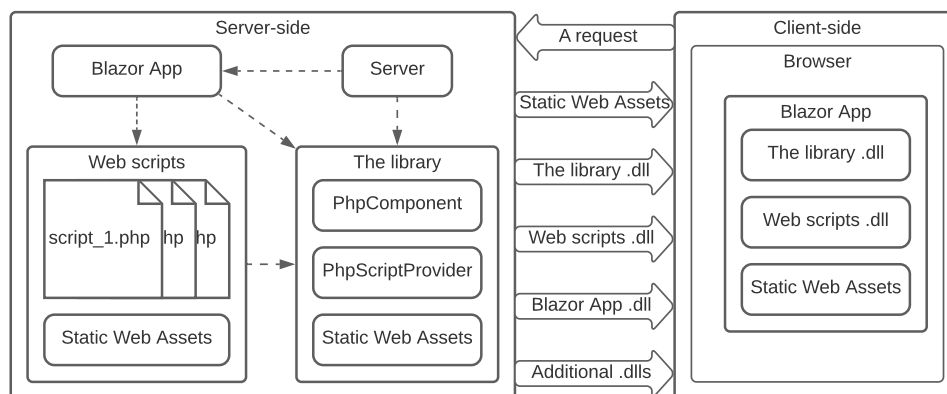 Server-side
Blazor App
Server
Web scripts
script_1.php
hp
hp
Static Web Assets
The library
PhpComponent
PhpScriptProvider
Static Web Assets
A request
Static Web Assets
The library .dll
Web scripts .dll
Blazor App .dll
Additional .dlls
Client-side
Browser
Blazor App
The library .dll
Web scripts .dll
Static Web Assets